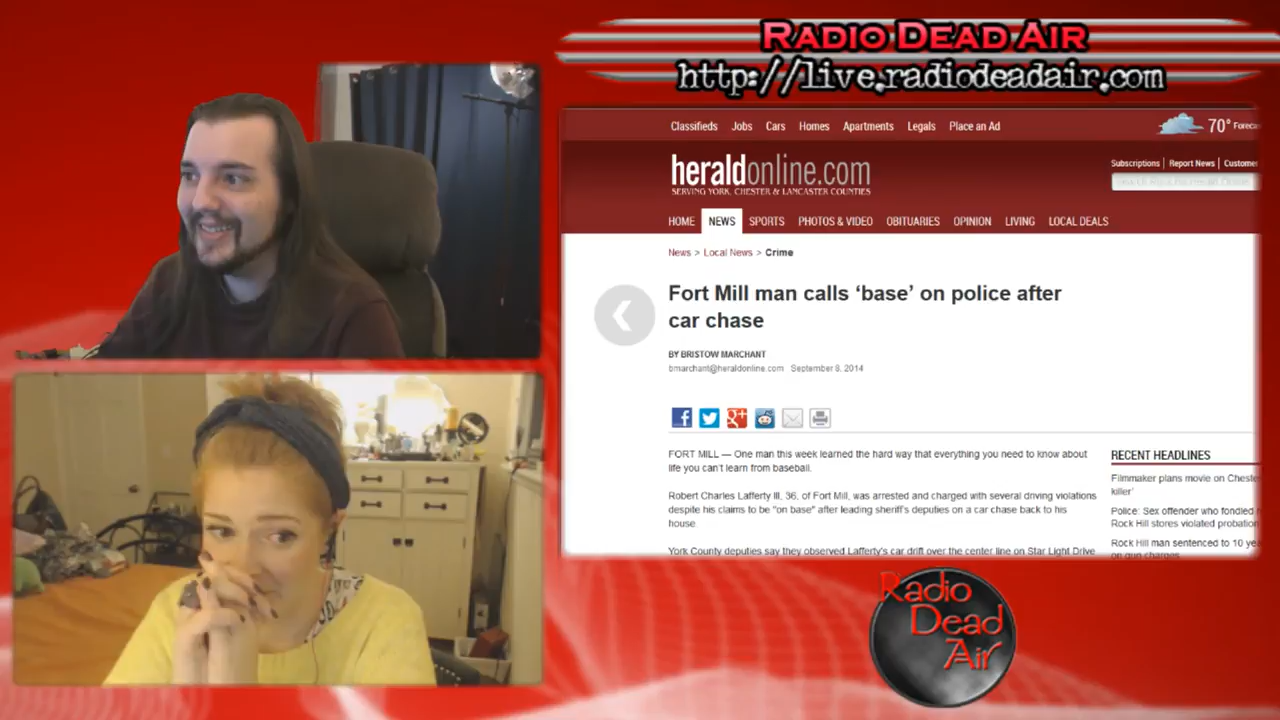 Radio Dead Air
http://live.radiodeadair.com
Classifieds Jobs Cars Homes Apartments Legals Place an Ad
70°
heraldonline.com
SERVING YORK, CHESTER & LANCASTER COUNTIES
Subscriptions | Report News | Customer
HOME NEWS SPORTS PHOTOS & VIDEO OBITUARIES OPINION LIVING LOCAL DEALS
News > Local News > Crime
Fort Mill man calls ‘base’ on police after
car chase
BY BRISTOW MARCHANT
bmarchant@heraldonline.com September 8, 2014
FORT MILL — One man this week learned the hard way that everything you need to know about
life you can't learn from baseball.
Robert Charles Lafferty III, 36, of Fort Mill, was arrested and charged with several driving violations
despite his claims to be "on base" after leading sheriff's deputies on a car chase back to his
house.
York County deputies say they observed Lafferty's car drift over the center line on Star Light Drive
RECENT HEADLINES
Filmmaker plans movie on
killer'
Police: Sex offender who fondled
Rock Hill stores violated probation
Rock Hill man sentenced to 10
on gun charges
Radio
Dead
Air